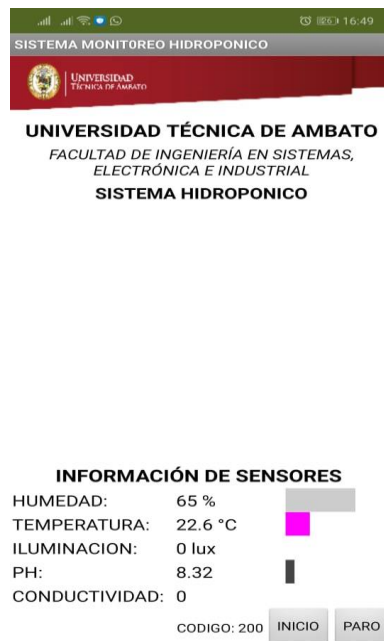 16:49
SISTEMA MONIT0REO HIDROPONICO
UNIVERSIDAD
TÉCNICA DE AMBATO
UNIVERSIDAD TÉCNICA DE AMBATO
FACULTAD DE INGENIERÍA EN SISTEMAS,
ELECTRÓNICA E INDUSTRIAL
SISTEMA HIDROPONICO
INFORMACIÓN DE SENSORES
HUMEDAD: 65 %
TEMPERATURA: 22.6 °C
ILUMINACION: 0 lux
PH: 8.32
CONDUCTIVIDAD: 0
CODIGO: 200 INICIO PARO